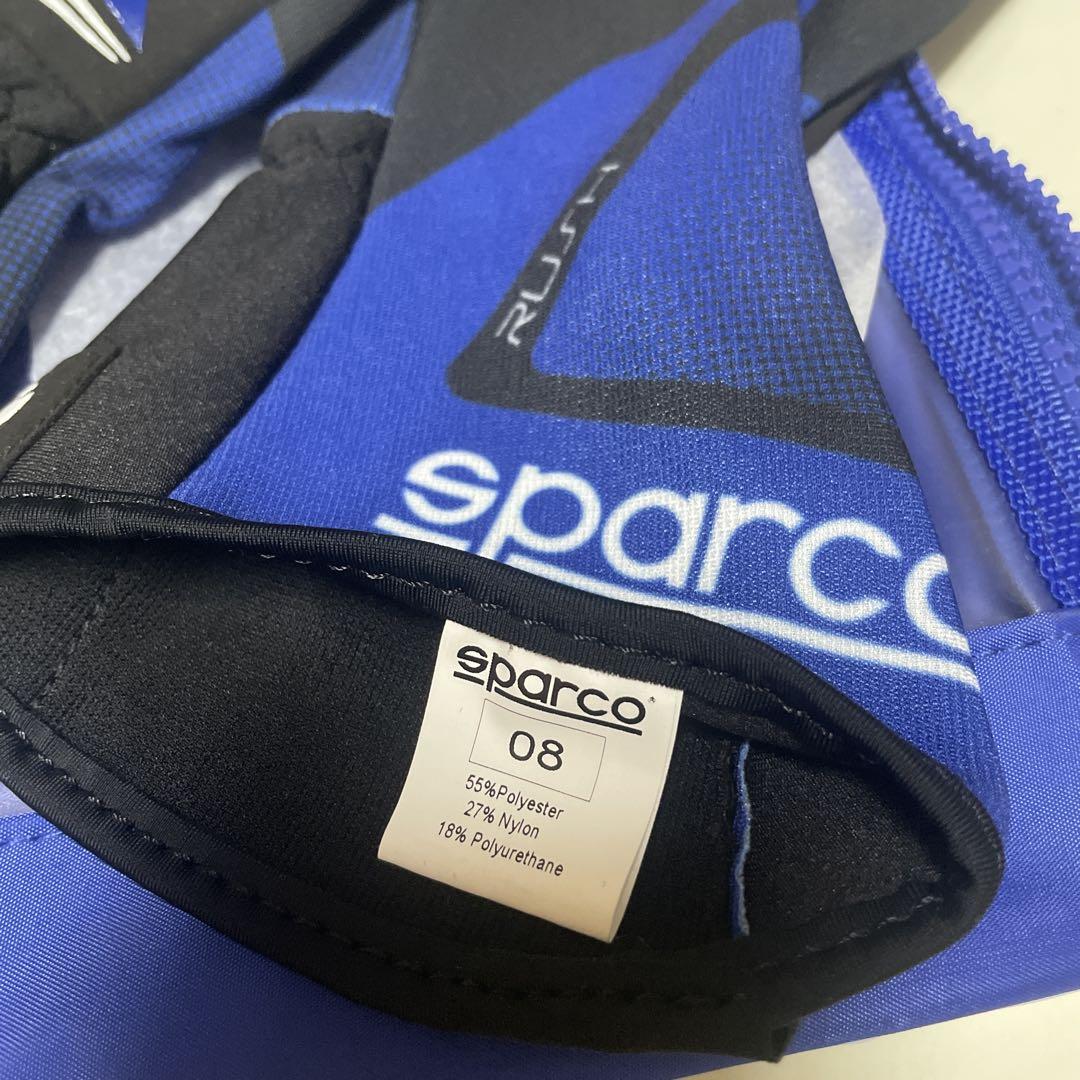 RUSH
sparco
sparco
08
55%Polyester
27% Nylon
18% Polyurethane